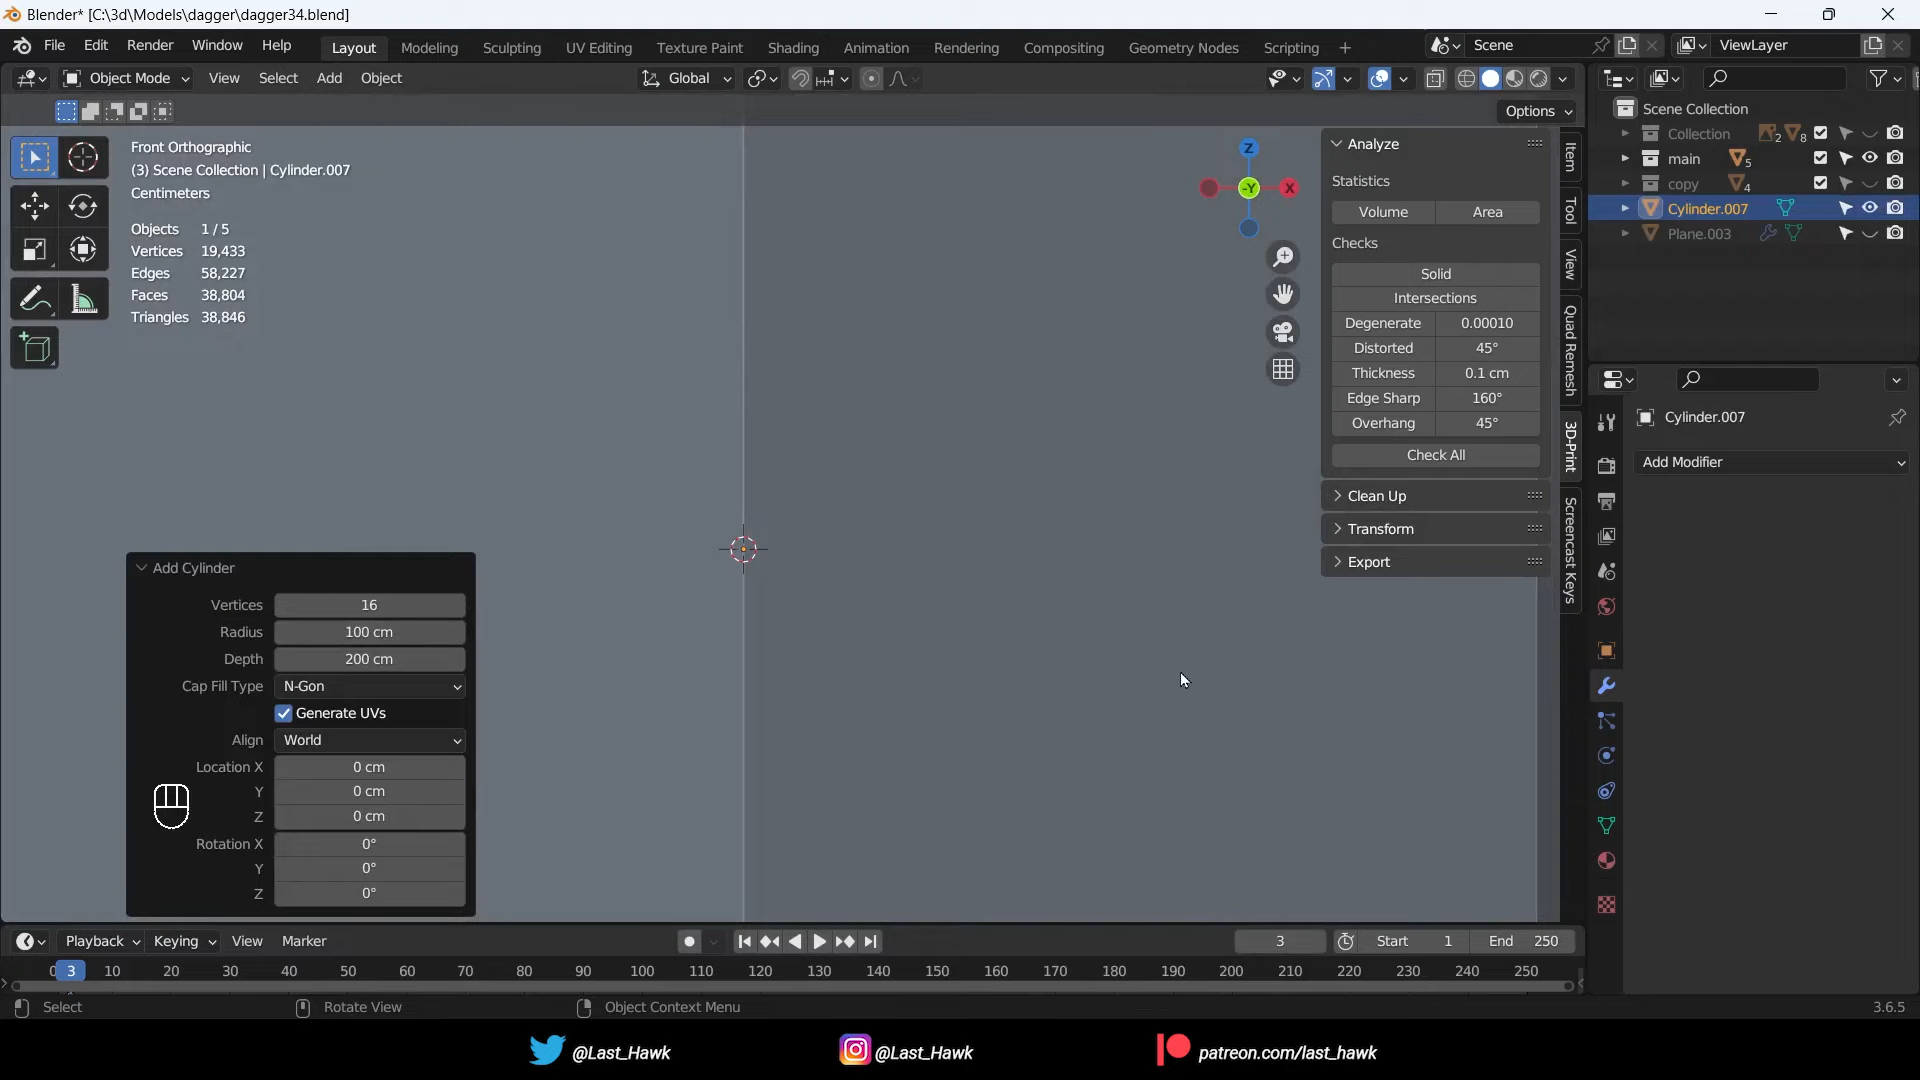 Blender* [C:\3d\Models\dagger\dagger34.blend]
File Edit Render Window Help Layout Modeling Sculpting UV Editing Texture Paint Shading Animation Rendering Compositing Geometry Nodes Scripting + Scene ViewLayer
Object Mode View Select Add Object Global
Options
Front Orthographic
(3) Scene Collection | Cylinder.007
Centimeters
Objects 1/5
Vertices 19,433
Edges 58,227
Faces 38,804
Triangles 38,846
Z
-Y
X
Analyze
Statistics
Volume Area
Checks
Solid
Intersections
Degenerate 0.00010
Distorted 45°
Thickness 0.1 cm
Edge Sharp 160°
Overhang 45°
Check All
Clean Up
Transform
Export
Item
Tool
View
Quad Remesh
3D-Print
Screencast Keys
Scene Collection
Collection 2 8
main 5
copy 4
Cylinder.007
Plane.003
Cylinder.007
Add Modifier
Add Cylinder
Vertices 16
Radius 100 cm
Depth 200 cm
Cap Fill Type N-Gon
Generate UVs
Align World
Location X 0 cm
Y 0 cm
Z 0 cm
Rotation X 0°
Y 0°
Z 0°
Playback Keying View Marker 3 Start 1 End 250
0 3 10 20 30 40 50 60 70 80 90 100 110 120 130 140 150 160 170 180 190 200 210 220 230 240 250
Select Rotate View Object Context Menu 3.6.5
@Last_Hawk @Last_Hawk patreon.com/last_hawk